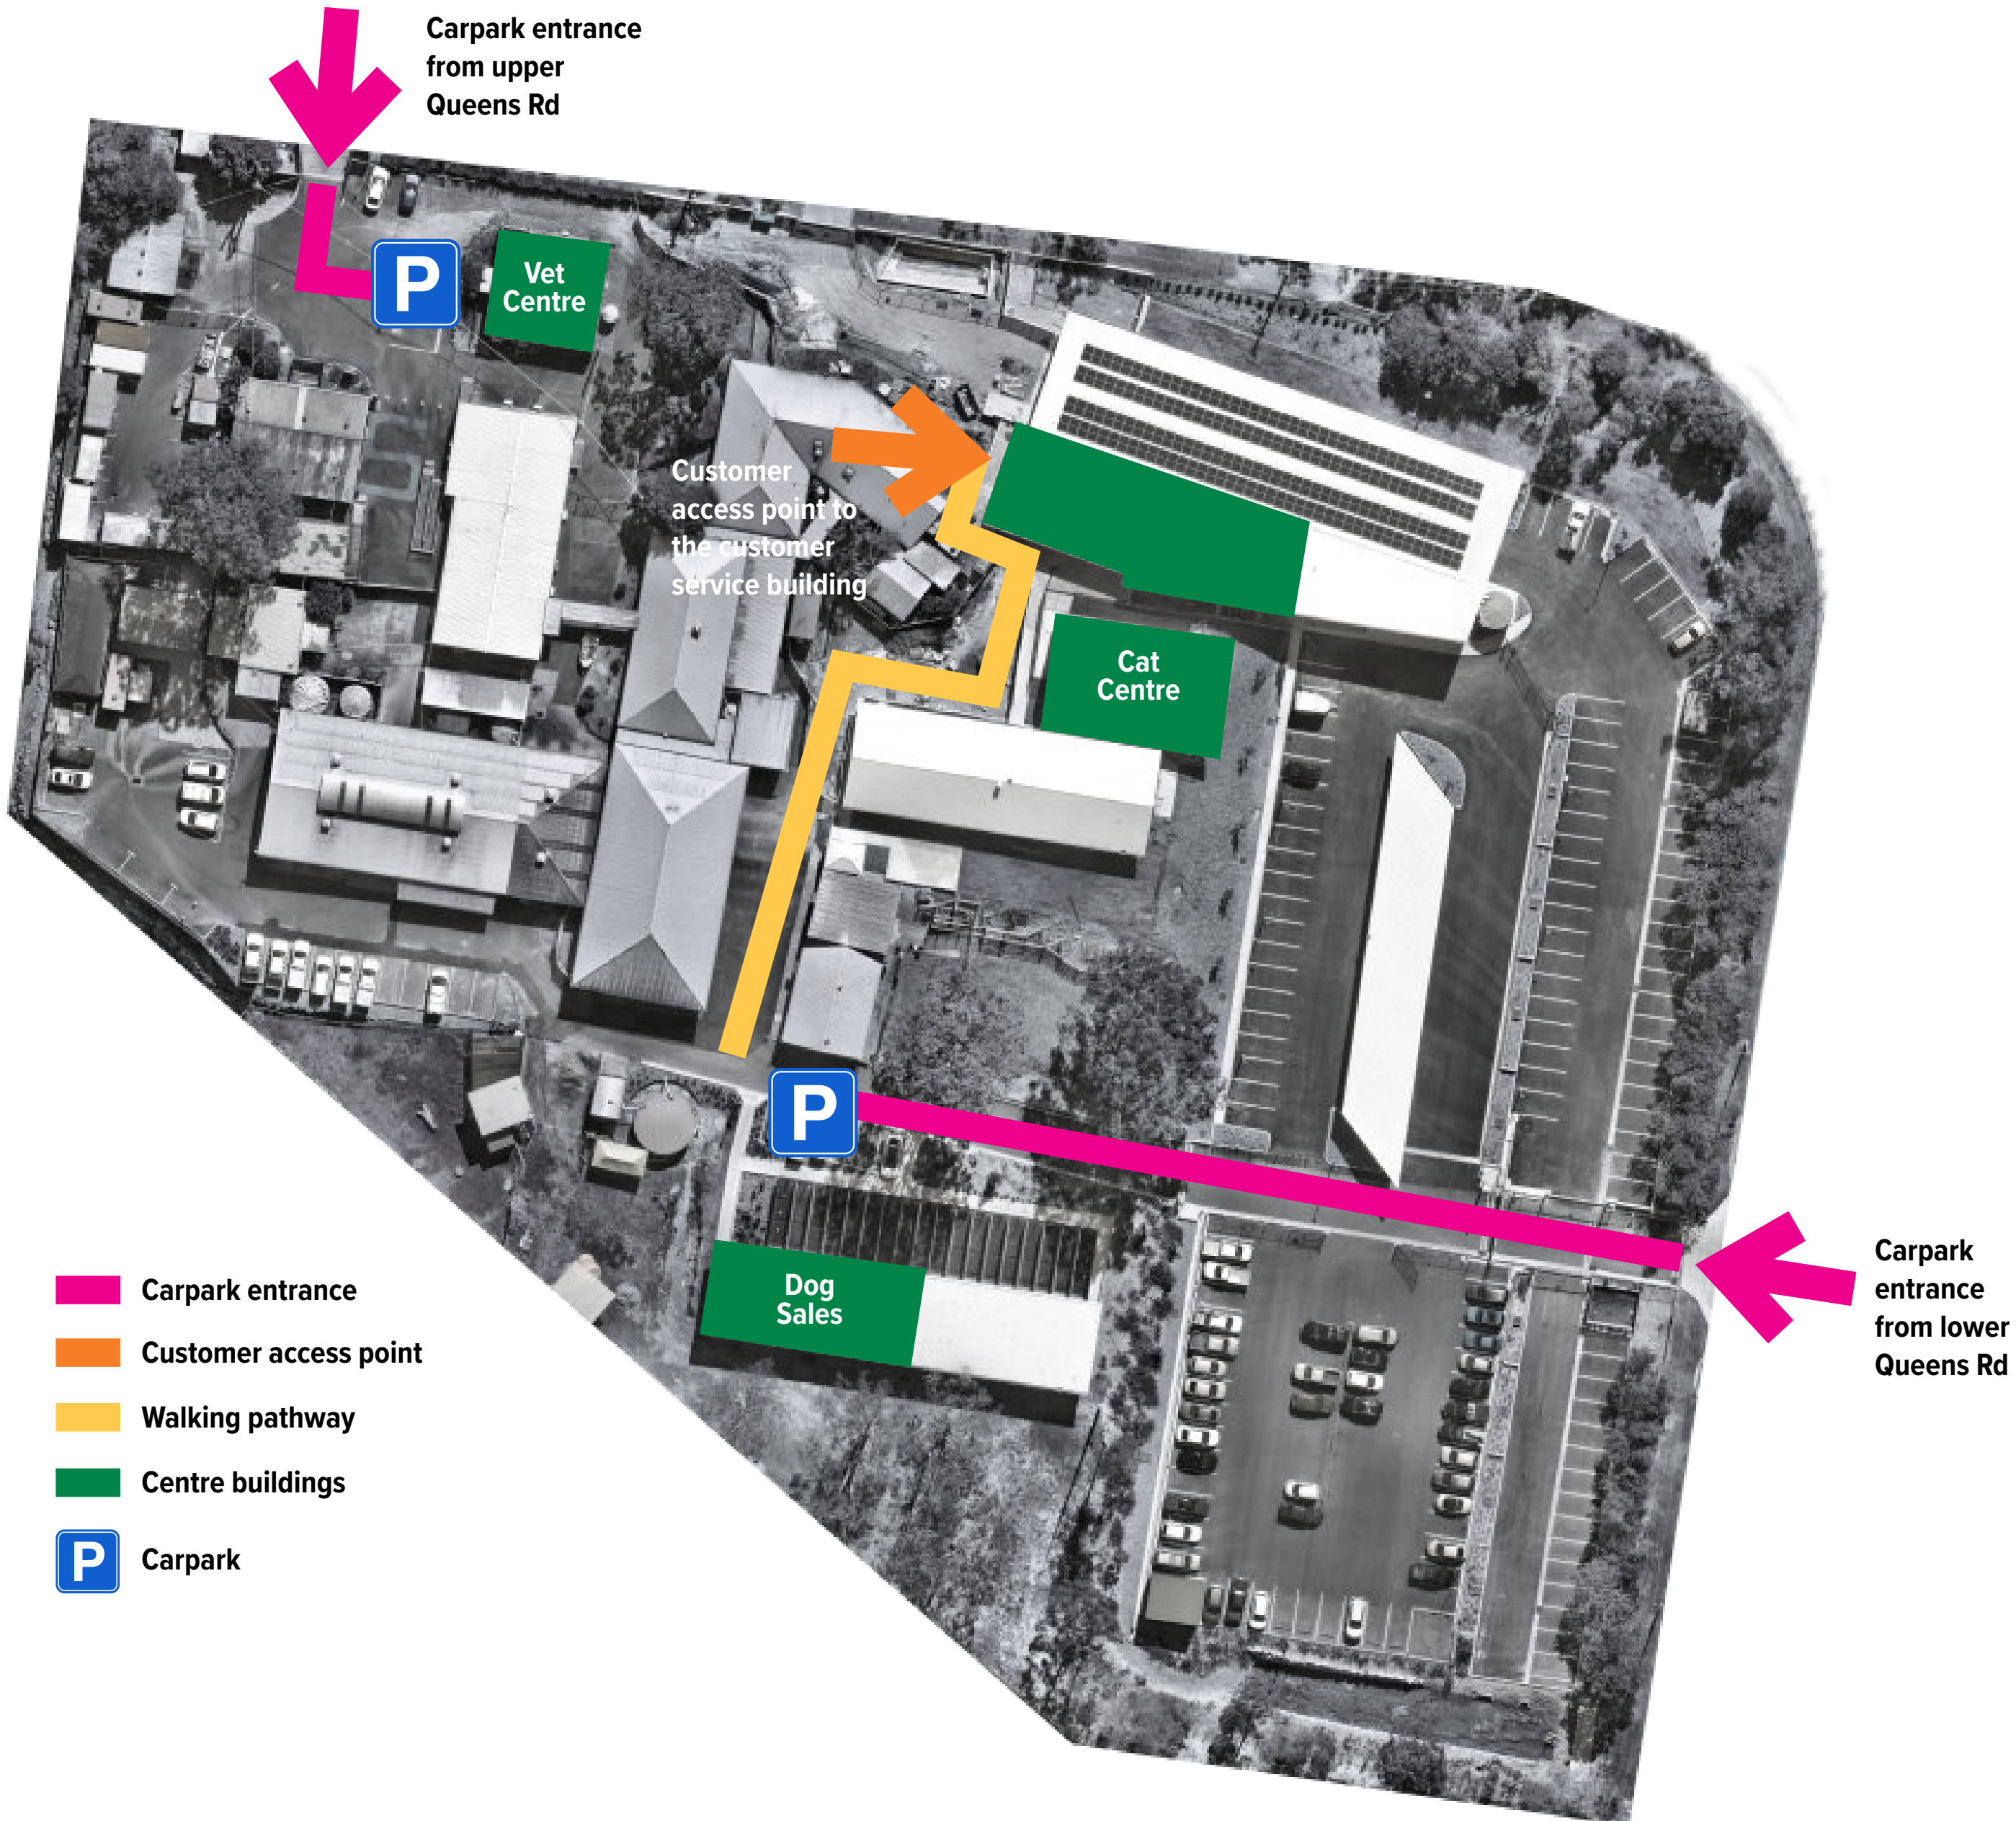 Carpark entrance
from upper
Queens Rd
P
Vet
Centre
Customer
access point to
the customer
service building
Cat
Centre
P
Dog
Sales
Carpark
entrance
from lower
Queens Rd
Carpark entrance
Customer access point
Walking pathway
Centre buildings
P
Carpark